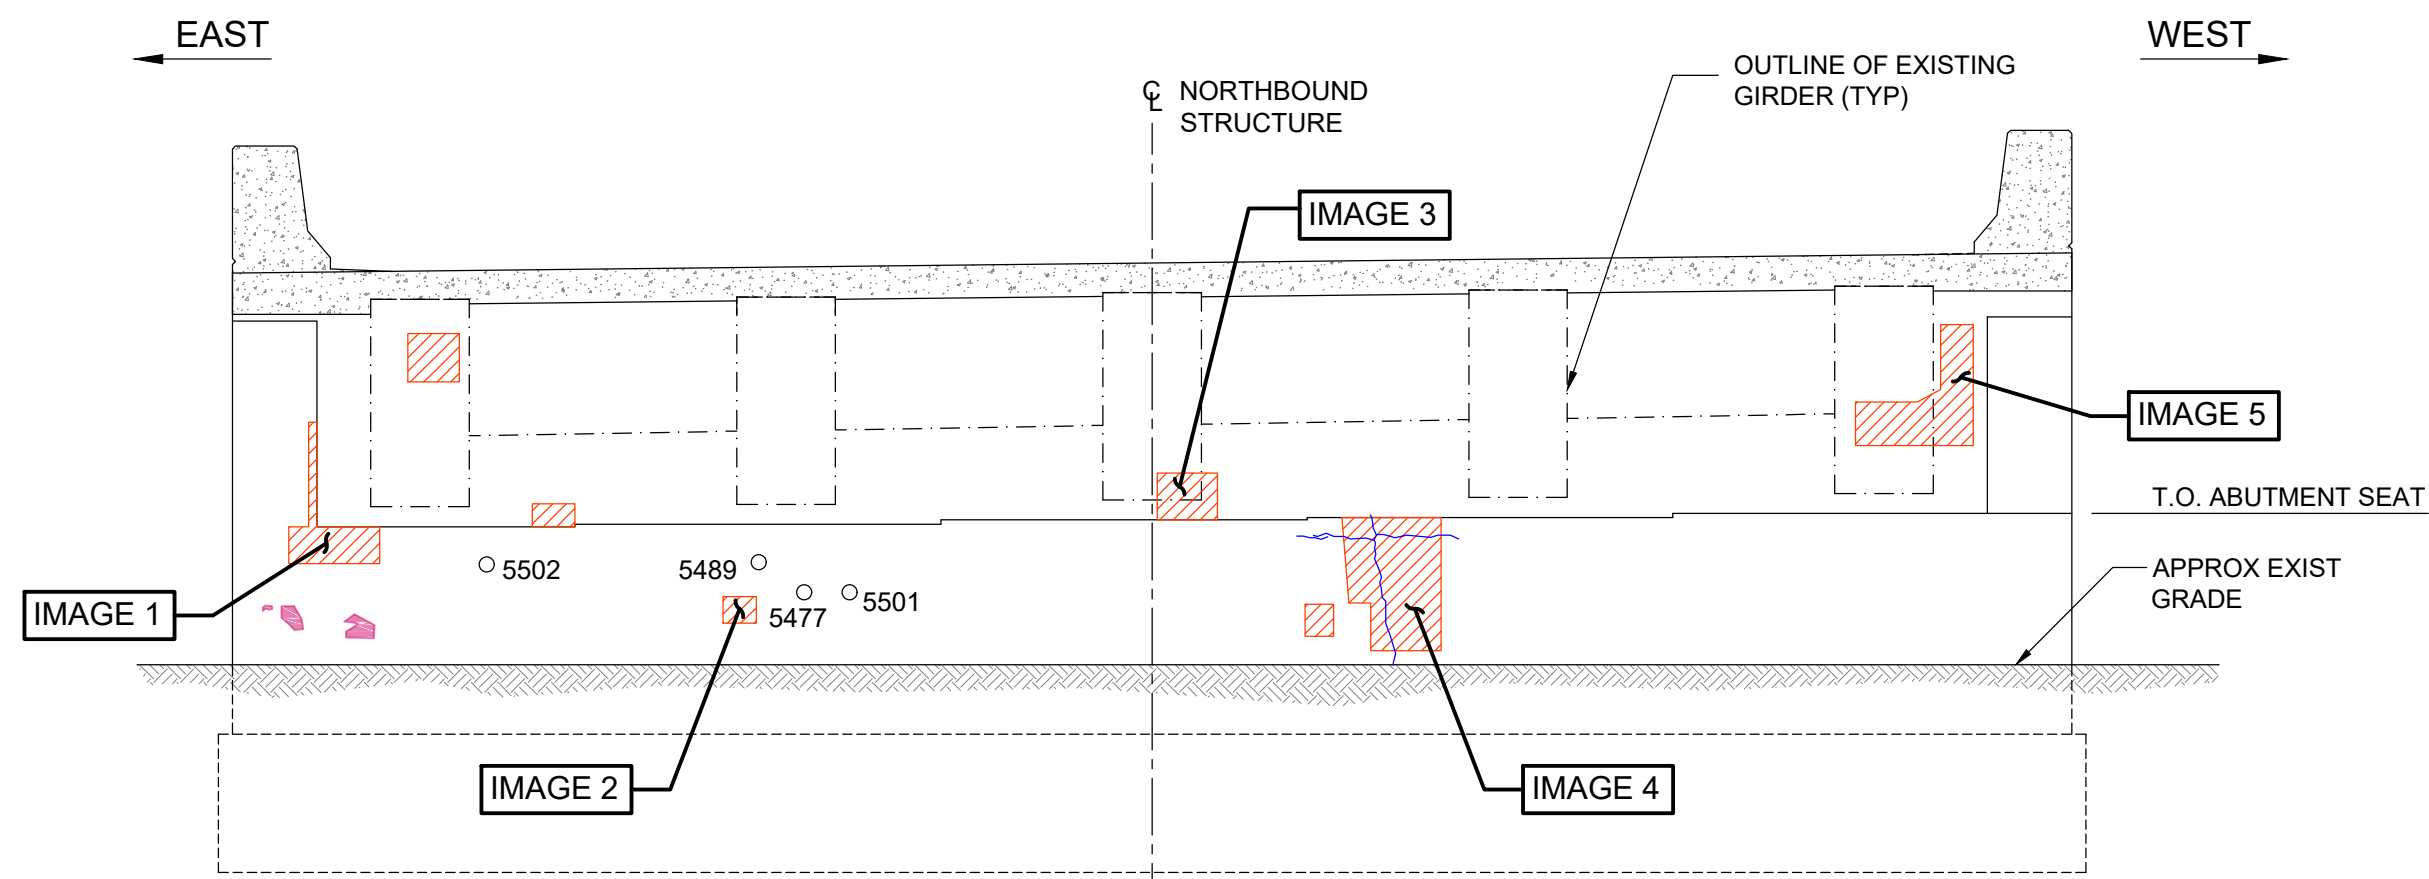 EAST
WEST
℄ NORTHBOUND
STRUCTURE
OUTLINE OF EXISTING
GIRDER (TYP)
IMAGE 3
IMAGE 5
T.O. ABUTMENT SEAT
5502
5489
5477
5501
APPROX EXIST
GRADE
IMAGE 1
IMAGE 2
IMAGE 4